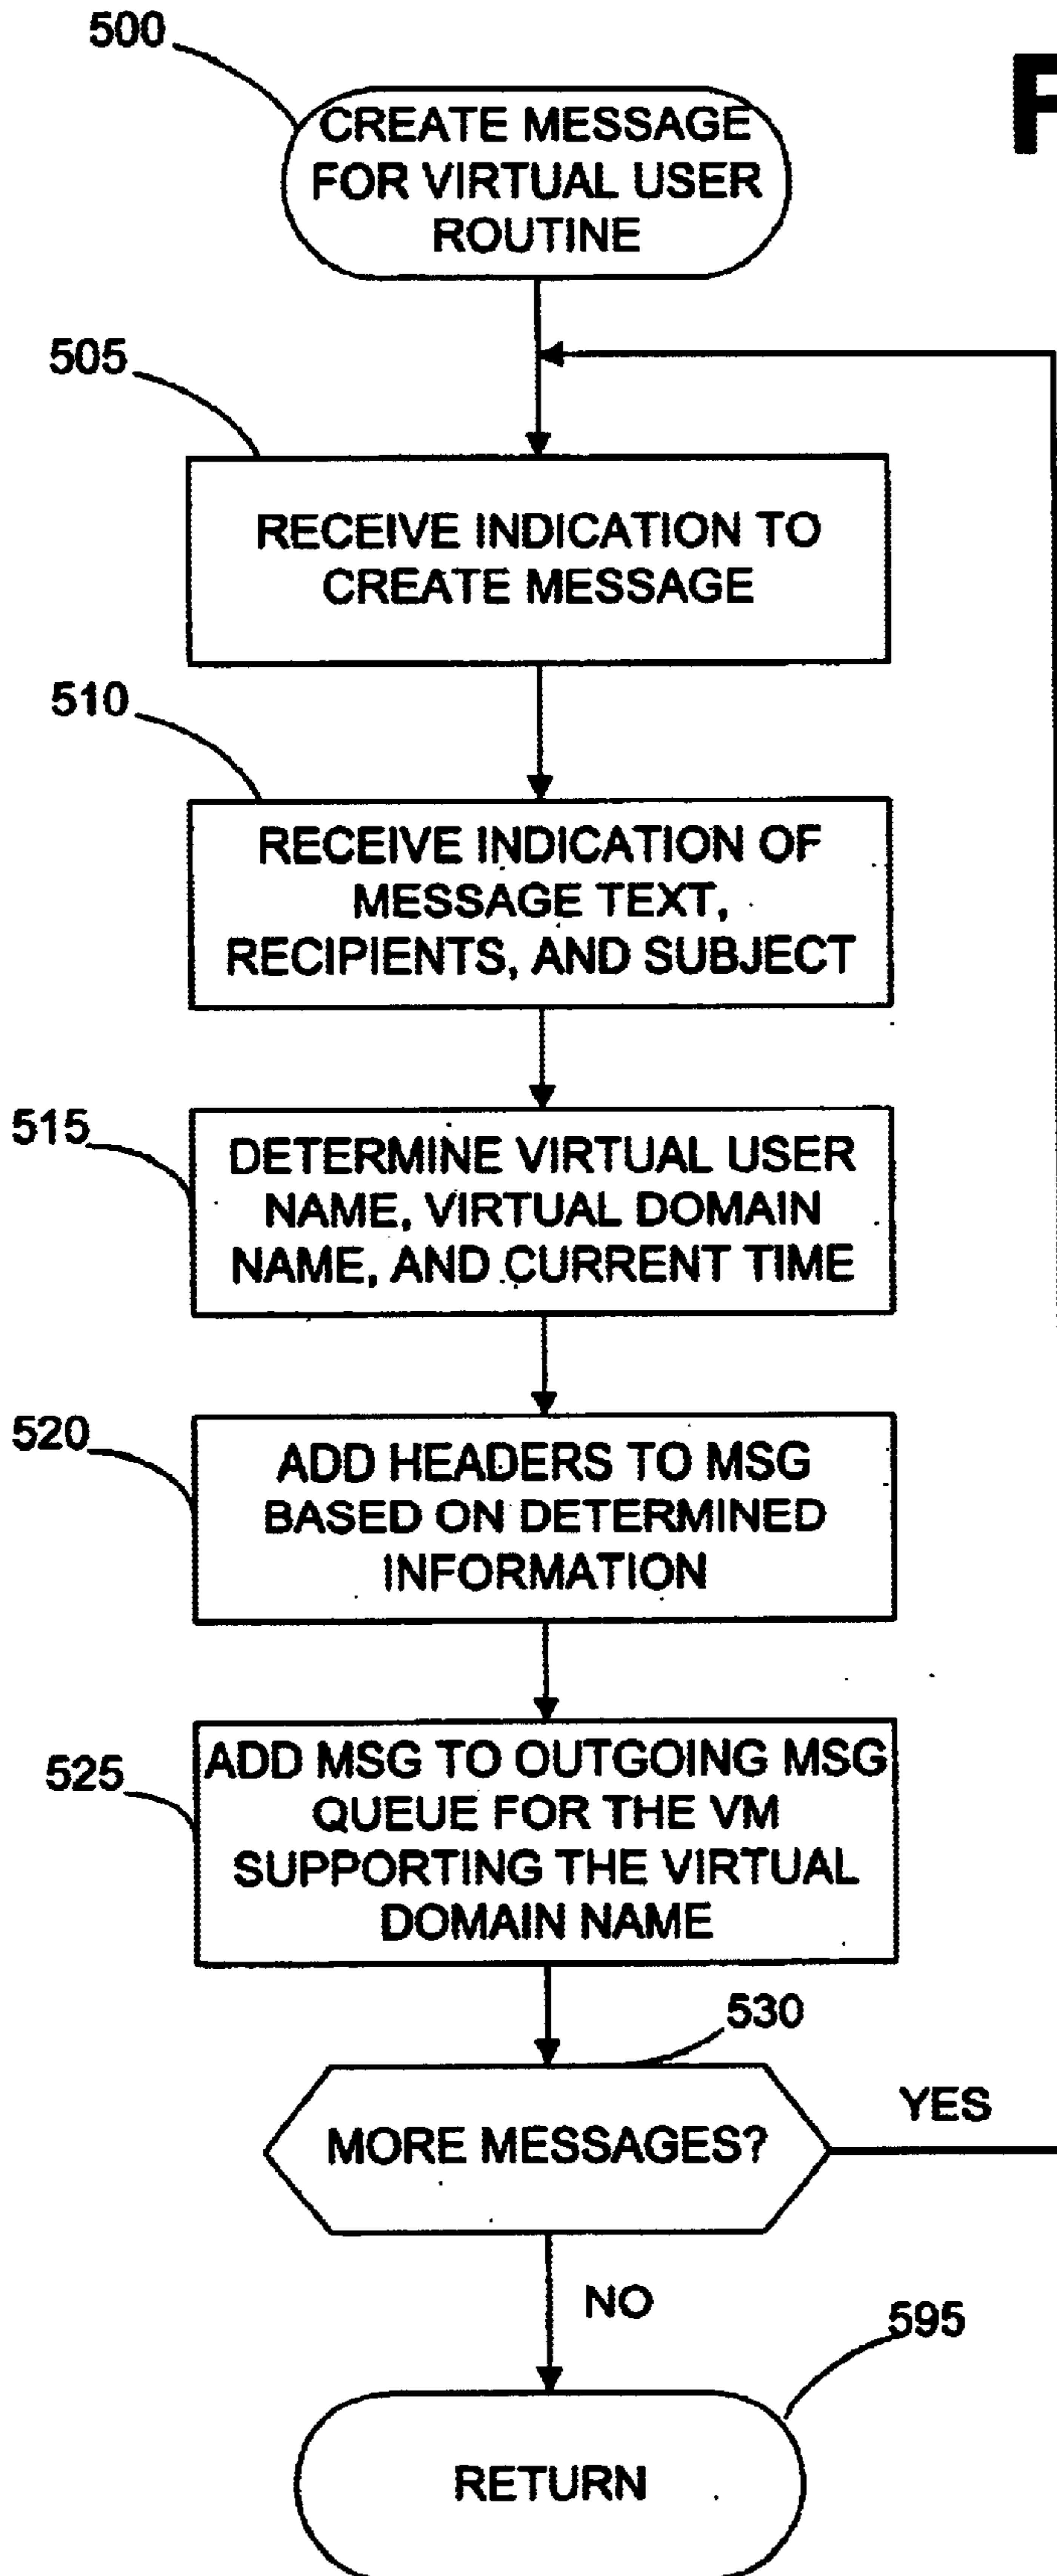 500
CREATE MESSAGE
FOR VIRTUAL USER
ROUTINE
505
RECEIVE INDICATION TO
CREATE MESSAGE
510
RECEIVE INDICATION OF
MESSAGE TEXT,
RECIPIENTS, AND SUBJECT
515
DETERMINE VIRTUAL USER
NAME, VIRTUAL DOMAIN
NAME, AND CURRENT TIME
520
ADD HEADERS TO MSG
BASED ON DETERMINED
INFORMATION
525
ADD MSG TO OUTGOING MSG
QUEUE FOR THE VM
SUPPORTING THE VIRTUAL
DOMAIN NAME
530
MORE MESSAGES?
YES
NO
595
RETURN